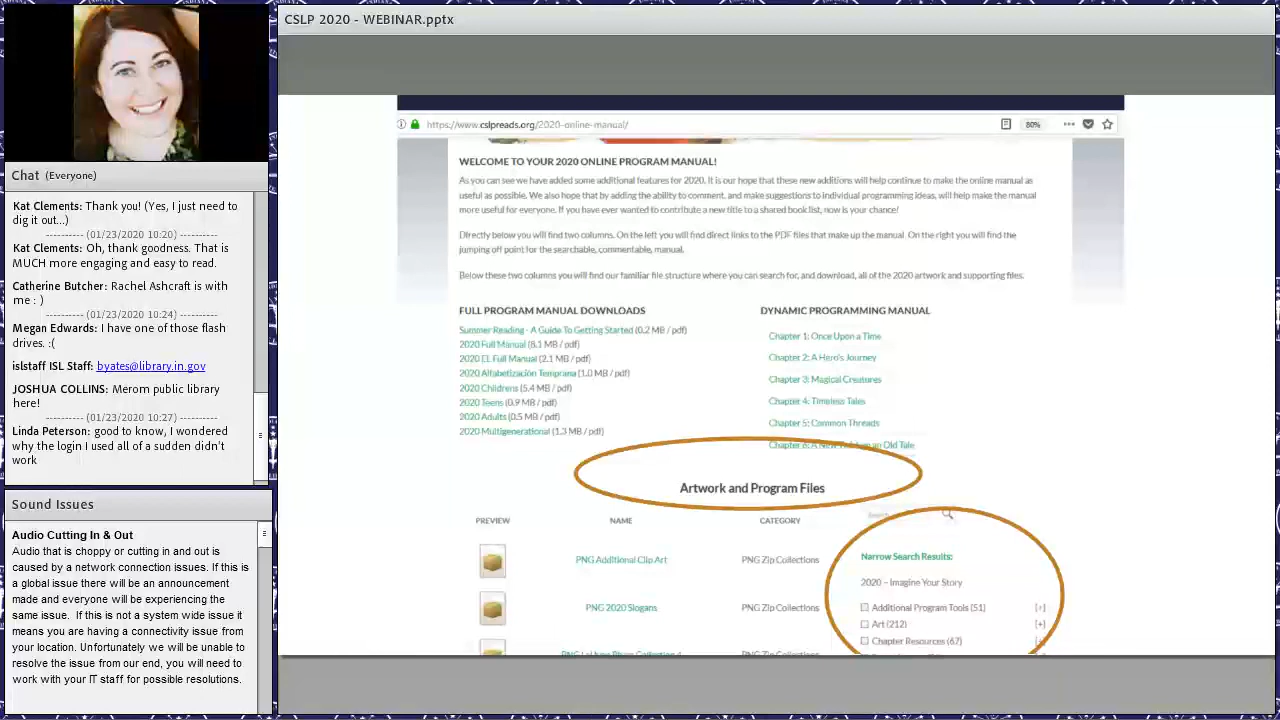 CSLP 2020 - WEBINAR.pptx
Chat (Everyone)
Kat Clements: Thank you! (Yes, I just need to
dig it out...)
---------- (01/23/2020 10:20) ----------
Kat Clements: Oh, thank goodness. That is
MUCH more engaging and easy to read.
Catherine Butcher: Rachel Ashcraft is with
me : )
---------- (01/23/2020 10:24) ----------
Megan Edwards: I have one of those flash
drives. :(
islstaff ISL Staff: byates@library.in.gov
JOSHUA COLLINS: Matthews Public library
here!
---------- (01/23/2020 10:27) ----------
Linda Peterson: good to know, I wondered
why the login I used all of sudden didn't
work
Sound Issues
Audio Cutting In & Out
Audio that is choppy or cutting in and out is
caused by internet connection issues. If this is
a global issue there will be an announcement
made and everyone will be experiencing the
same issue. If this is not a system wide issue it
means you are having a connectivity issue from
your location. Unfortunately we will be unable to
resolve this issue from our end, you will need to
work with your IT staff for possible resolutions.
https://www.cslpreads.org/2020-online-manual/
80%
WELCOME TO YOUR 2020 ONLINE PROGRAM MANUAL!
As you can see we have added some additional features for 2020. It is our hope that these new additions will help continue to make the online manual as
useful as possible. We also hope that by adding the ability to comment, and make suggestions to individual programming ideas, will help make the manual
more useful for everyone. If you have ever wanted to contribute a new title to a shared book list, now is your chance!
Directly below you will find two columns. On the left you will find direct links to the PDF files that make up the manual. On the right you will find the
jumping off point for the searchable, commentable, manual.
Below these two columns you will find our familiar file structure where you can search for, and download, all of the 2020 artwork and supporting files.
FULL PROGRAM MANUAL DOWNLOADS
Summer Reading - A Guide To Getting Started (0.2 MB / pdf)
2020 Full Manual (8.1 MB / pdf)
2020 EL Full Manual (2.1 MB / pdf)
2020 Alfabetización Temprana (1.0 MB / pdf)
2020 Childrens (5.4 MB / pdf)
2020 Teens (0.9 MB / pdf)
2020 Adults (0.5 MB / pdf)
2020 Multigenerational (1.3 MB / pdf)
DYNAMIC PROGRAMMING MANUAL
Chapter 1: Once Upon a Time
Chapter 2: A Hero's Journey
Chapter 3: Magical Creatures
Chapter 4: Timeless Tales
Chapter 5: Common Threads
Chapter 6: A New Twist on an Old Tale
Artwork and Program Files
PREVIEW NAME CATEGORY
Search
PNG Additional Clip Art PNG Zip Collections
PNG 2020 Slogans PNG Zip Collections
PNG Zip Collections
Narrow Search Results:
2020 – Imagine Your Story
Additional Program Tools (51) [+]
Art (212) [+]
Chapter Resources (67)